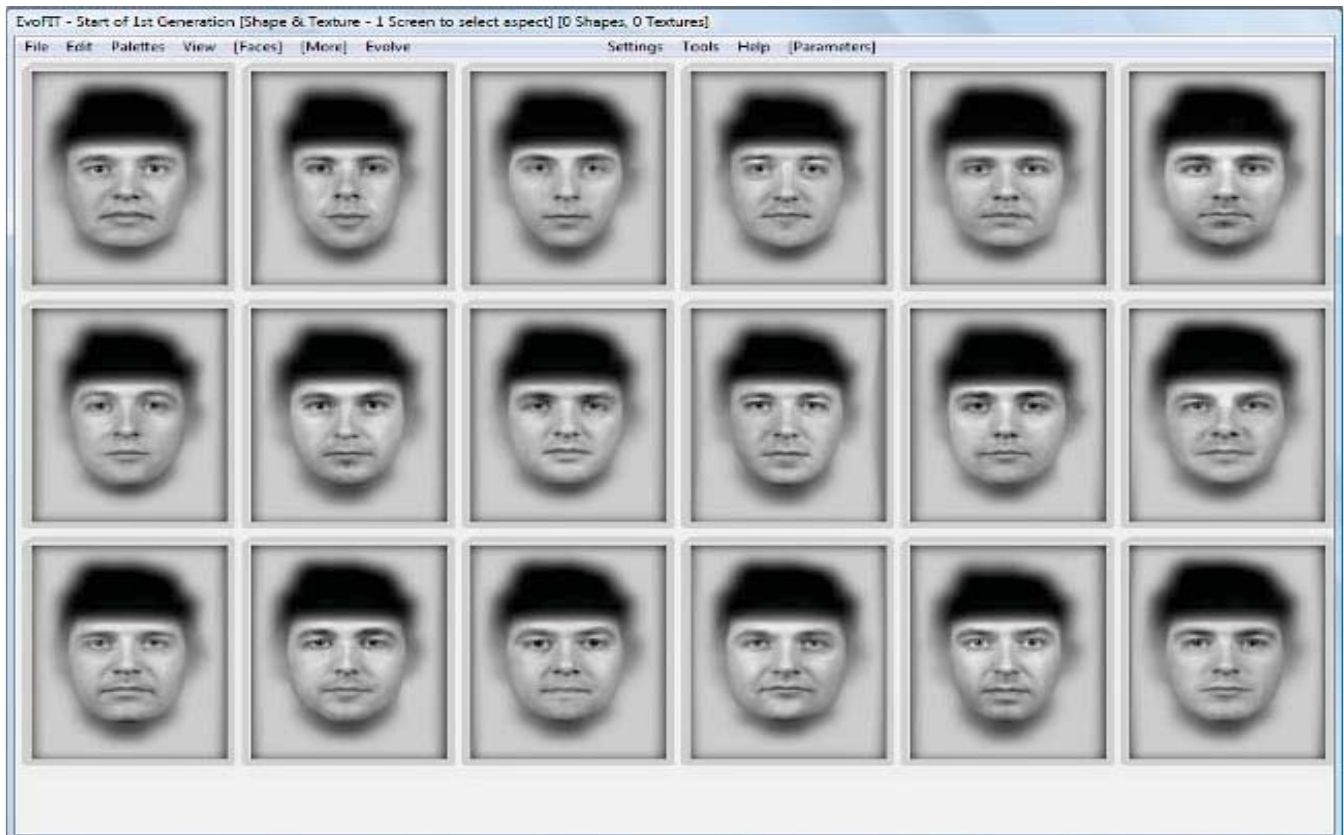 EvoFIT - Start of 1st Generation [Shape & Texture - 1 Screen to select aspect] [0 Shapes, 0 Textures]
File Edit Palettes View [Faces] [More] Evolve Settings Tools Help [Parameters]